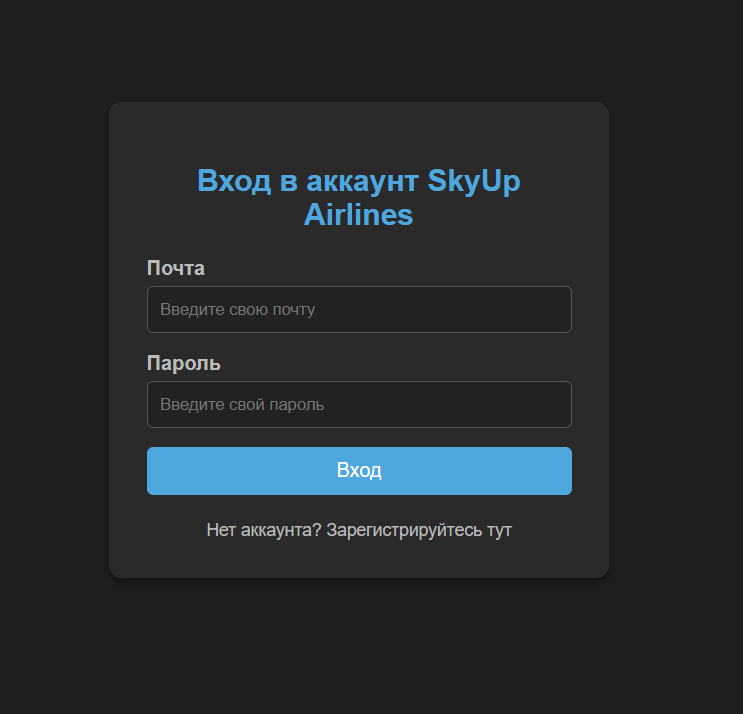 Вход в аккаунт SkyUp
Airlines
Почта
Введите свою почту
Пароль
Введите свой пароль
Вход
Нет аккаунта? Зарегистрируйтесь тут